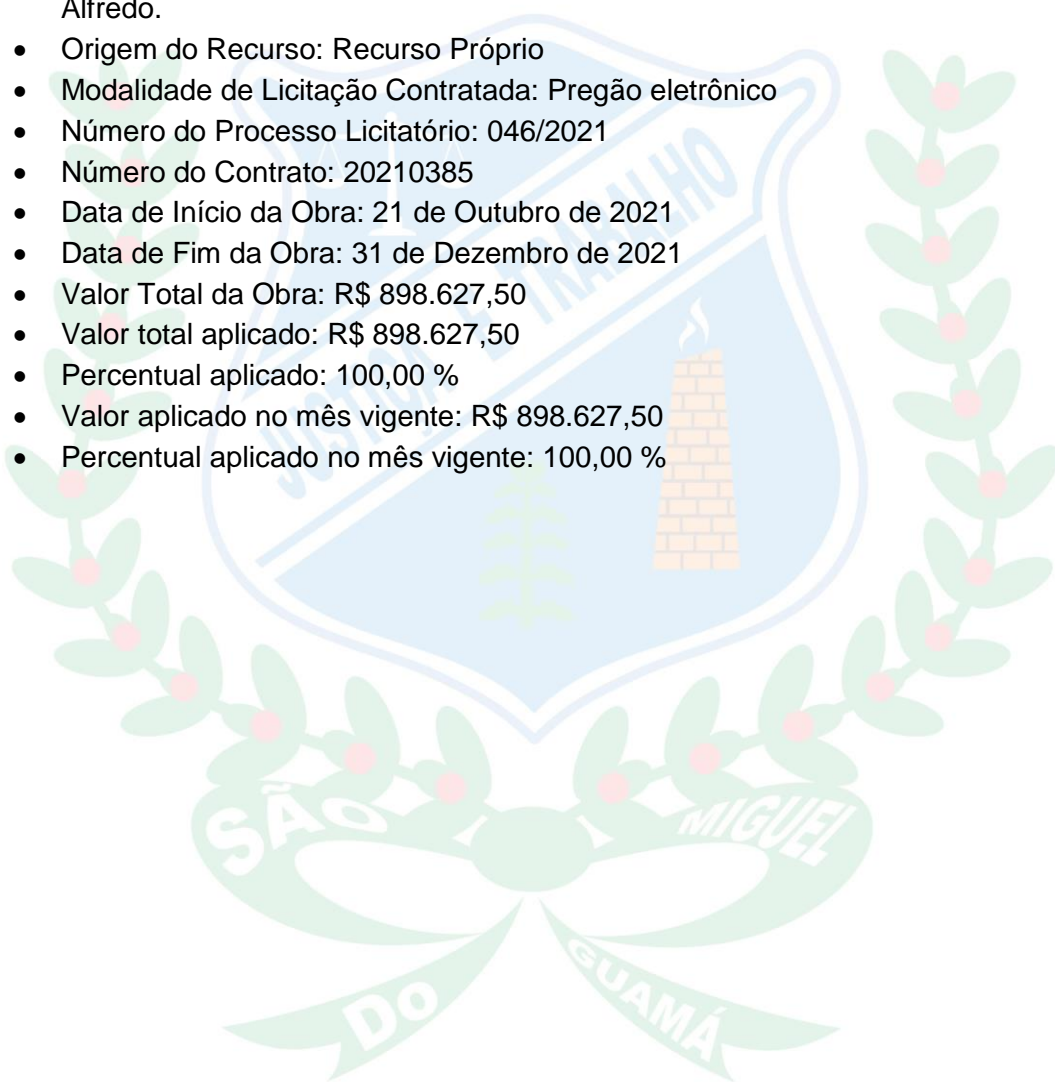 Alfredo.
• Origem do Recurso: Recurso Próprio
• Modalidade de Licitação Contratada: Pregão eletrônico
• Número do Processo Licitatório: 046/2021
• Número do Contrato: 20210385
• Data de Início da Obra: 21 de Outubro de 2021
• Data de Fim da Obra: 31 de Dezembro de 2021
• Valor Total da Obra: R$ 898.627,50
• Valor total aplicado: R$ 898.627,50
• Percentual aplicado: 100,00 %
• Valor aplicado no mês vigente: R$ 898.627,50
• Percentual aplicado no mês vigente: 100,00 %
JUSTIÇA E TRABALHO
SÃO MIGUEL
DO GUAMÁ